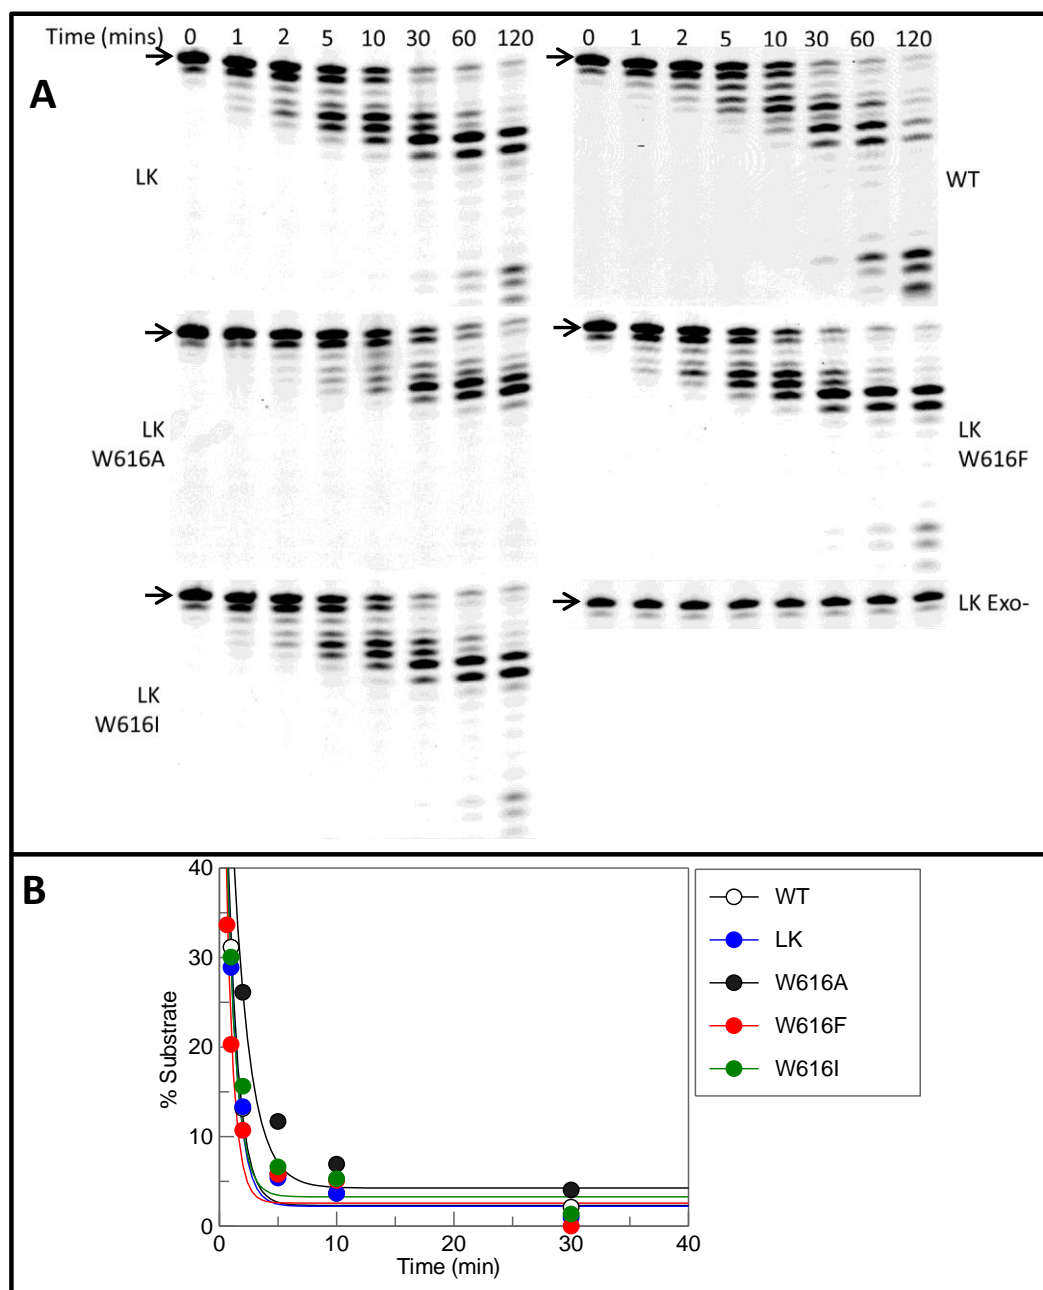 Time (mins) 0 1 2 5 10 30 60 120 0 1 2 5 10 30 60 120
A
LK
WT
LK
W616A
LK
W616F
LK Exo-
LK
W616I
B
40
30
20
10
0
% Substrate
0 10 20 30 40
Time (min)
WT
LK
W616A
W616F
W616I